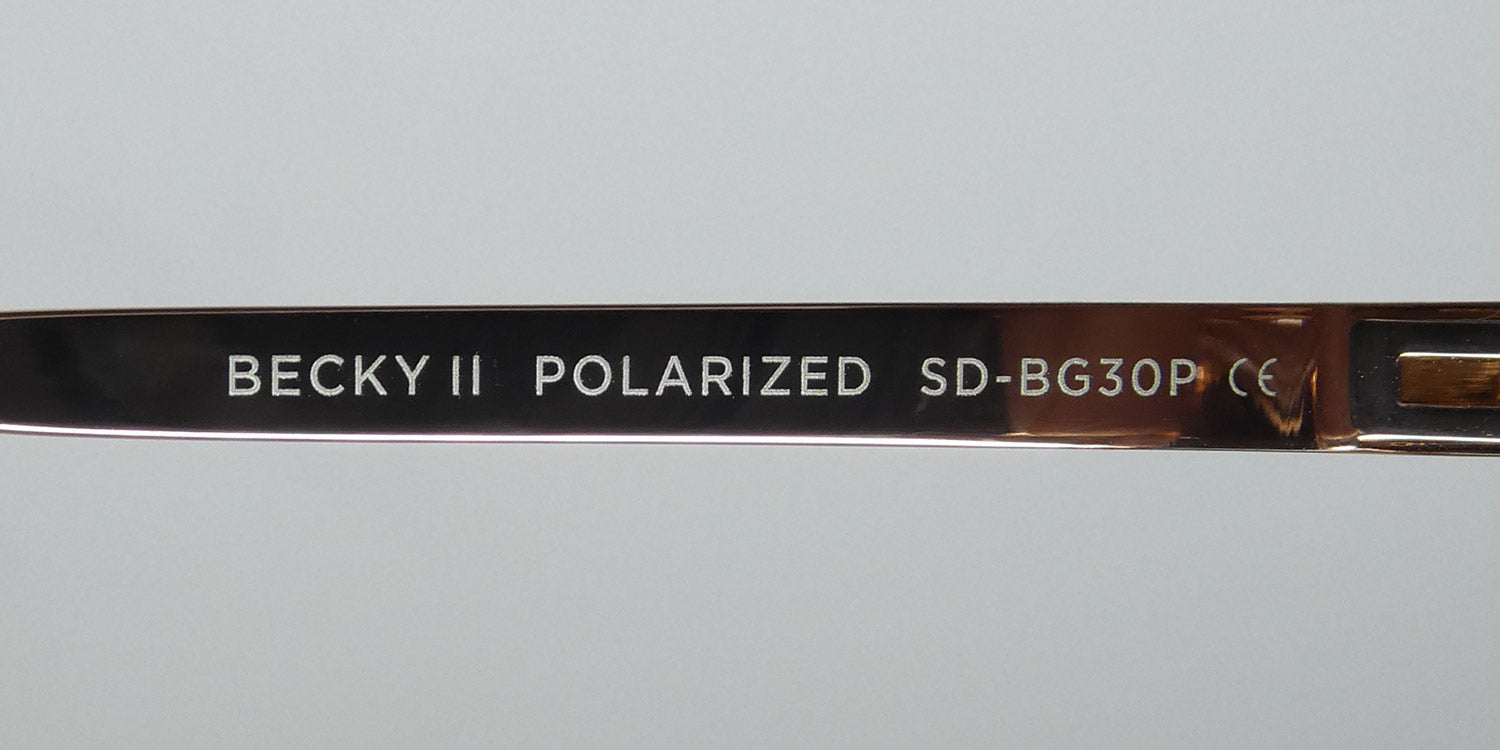 BECKY II POLARIZED SD-BG30P CE